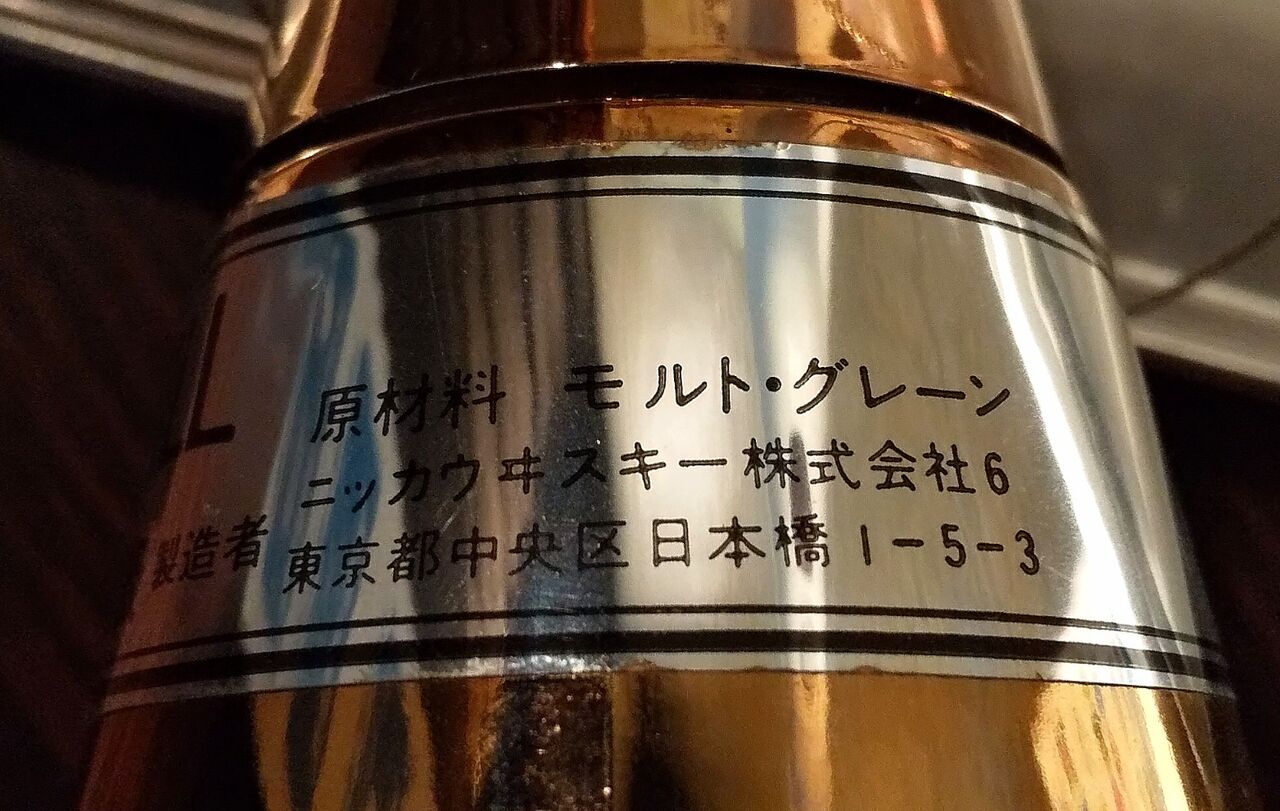 L
原材料 モルト・グレーン
ニッカウヰスキー株式会社6
製造者 東京都中央区日本橋1-5-3